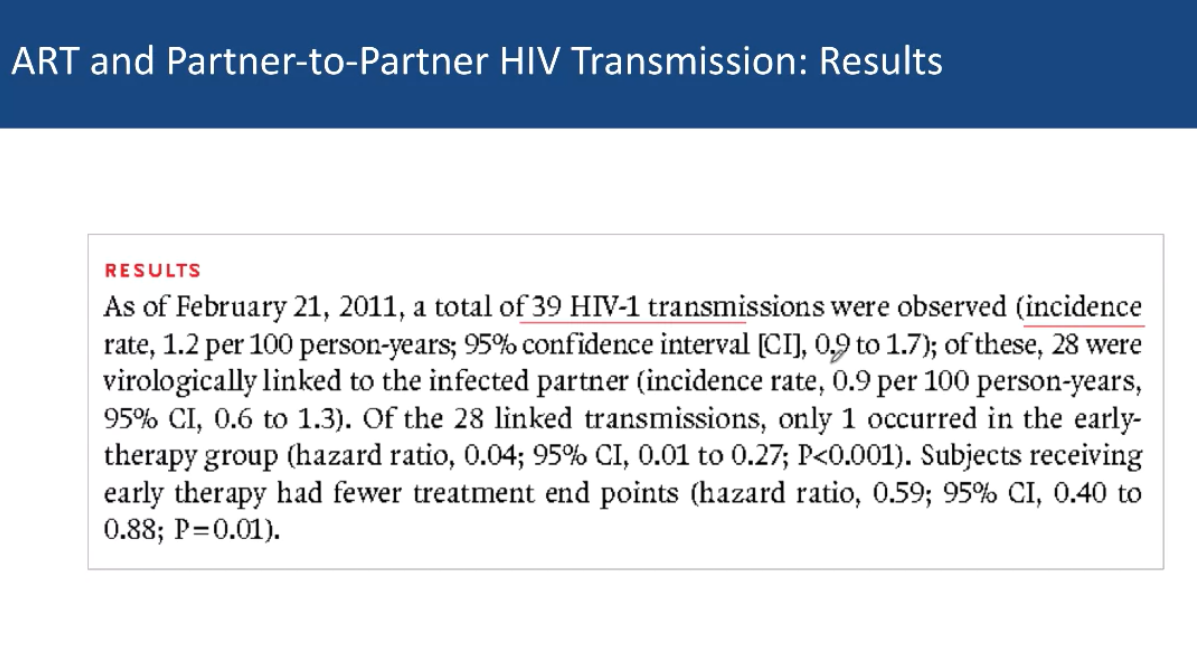 ART and Partner-to-Partner HIV Transmission: Results
RESULTS
As of February 21, 2011, a total of 39 HIV-1 transmissions were observed (incidence
rate, 1.2 per 100 person-years; 95% confidence interval [CI], 0.9 to 1.7); of these, 28 were
virologically linked to the infected partner (incidence rate, 0.9 per 100 person-years,
95% CI, 0.6 to 1.3). Of the 28 linked transmissions, only 1 occurred in the early-
therapy group (hazard ratio, 0.04; 95% CI, 0.01 to 0.27; P<0.001). Subjects receiving
early therapy had fewer treatment end points (hazard ratio, 0.59; 95% CI, 0.40 to
0.88; P=0.01).